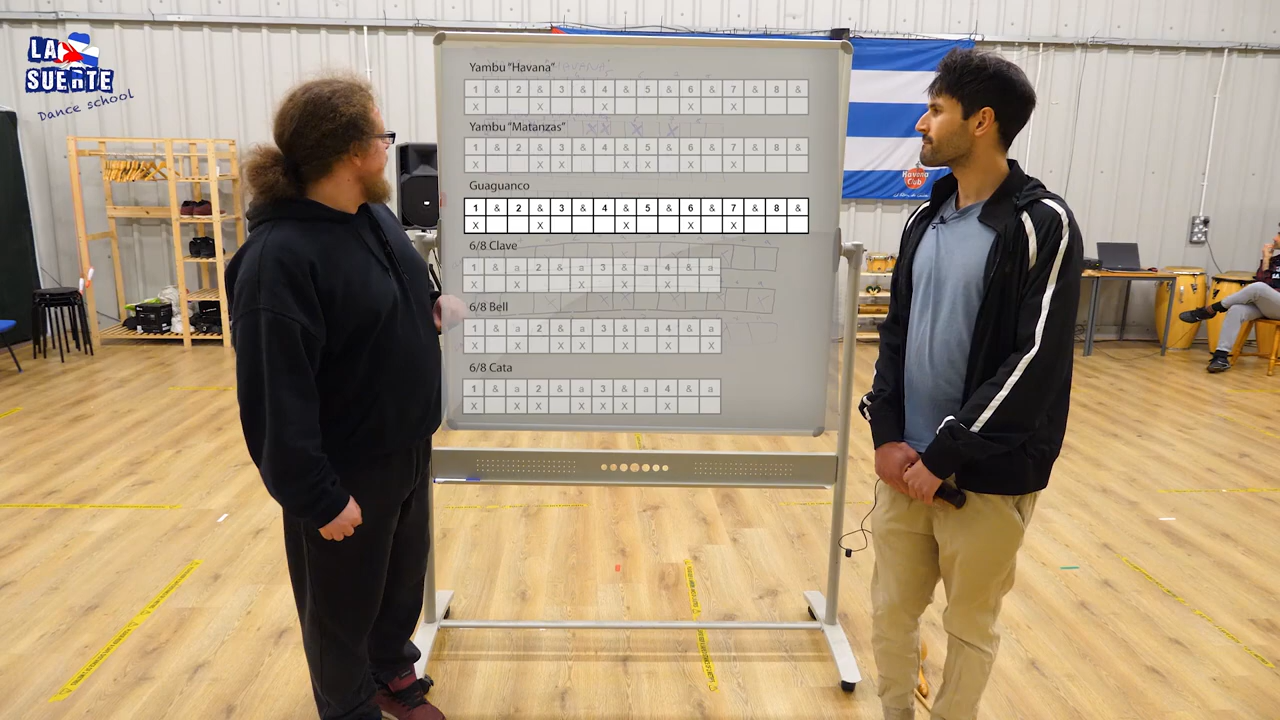 LA
SUERTE
Dance school
Yambu "Havana"
1 & 2 & 3 & 4 & 5 & 6 & 7 & 8 &
X X X X X
Yambu "Matanzas"
1 & 2 & 3 & 4 & 5 & 6 & 7 & 8 &
X X X X X X X
Guaguanco
1 & 2 & 3 & 4 & 5 & 6 & 7 & 8 &
X X X X X X
6/8 Clave
1 & a 2 & a 3 & a 4 & a
X X X X X
6/8 Bell
1 & a 2 & a 3 & a 4 & a
X X X X X X X
6/8 Cata
1 & a 2 & a 3 & a 4 & a
X X X X X X X
Havana
Club